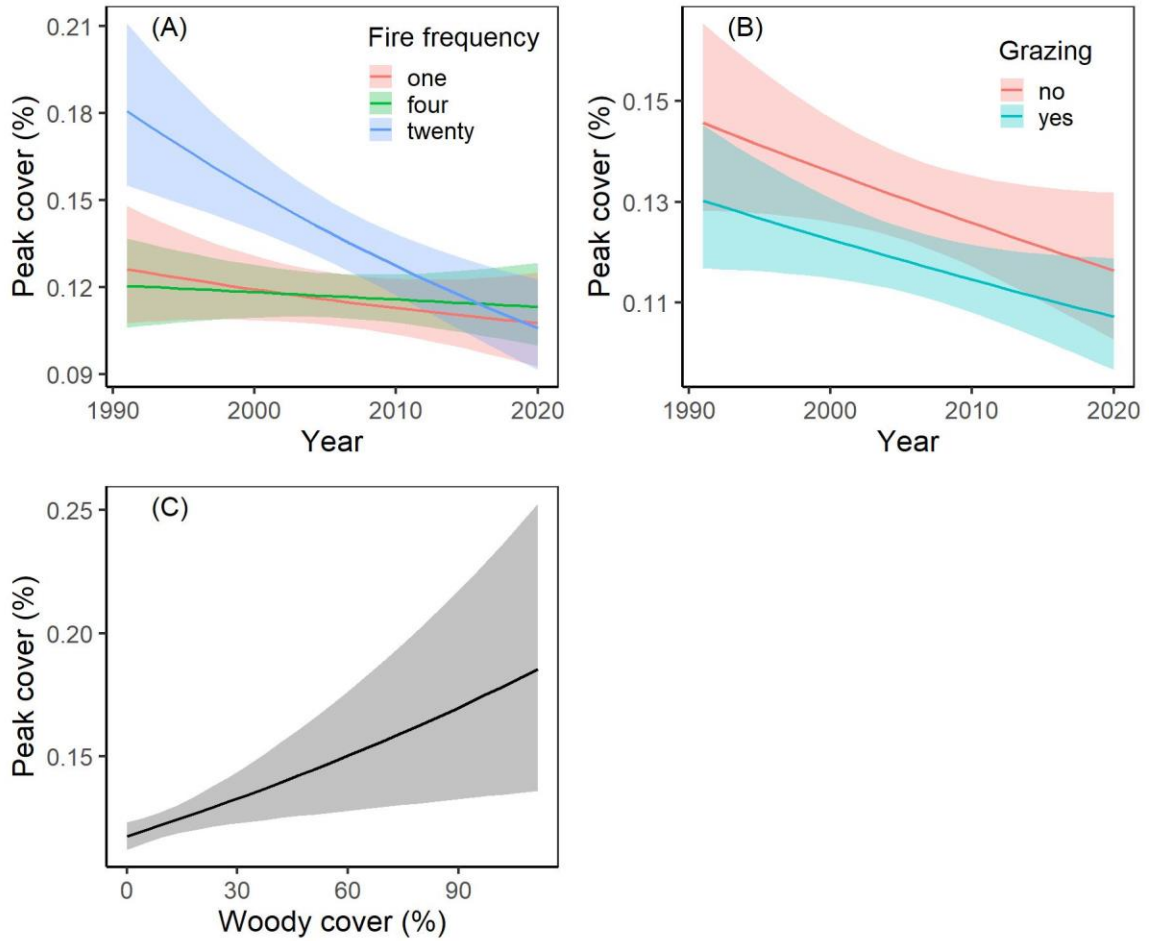 (A)
Fire frequency
one
four
twenty
0.21
0.18
0.15
0.12
0.09
Peak cover (%)
1990 2000 2010 2020
Year
(B)
Grazing
no
yes
0.15
0.13
0.11
Peak cover (%)
1990 2000 2010 2020
Year
(C)
0.25
0.20
0.15
Peak cover (%)
0 30 60 90
Woody cover (%)